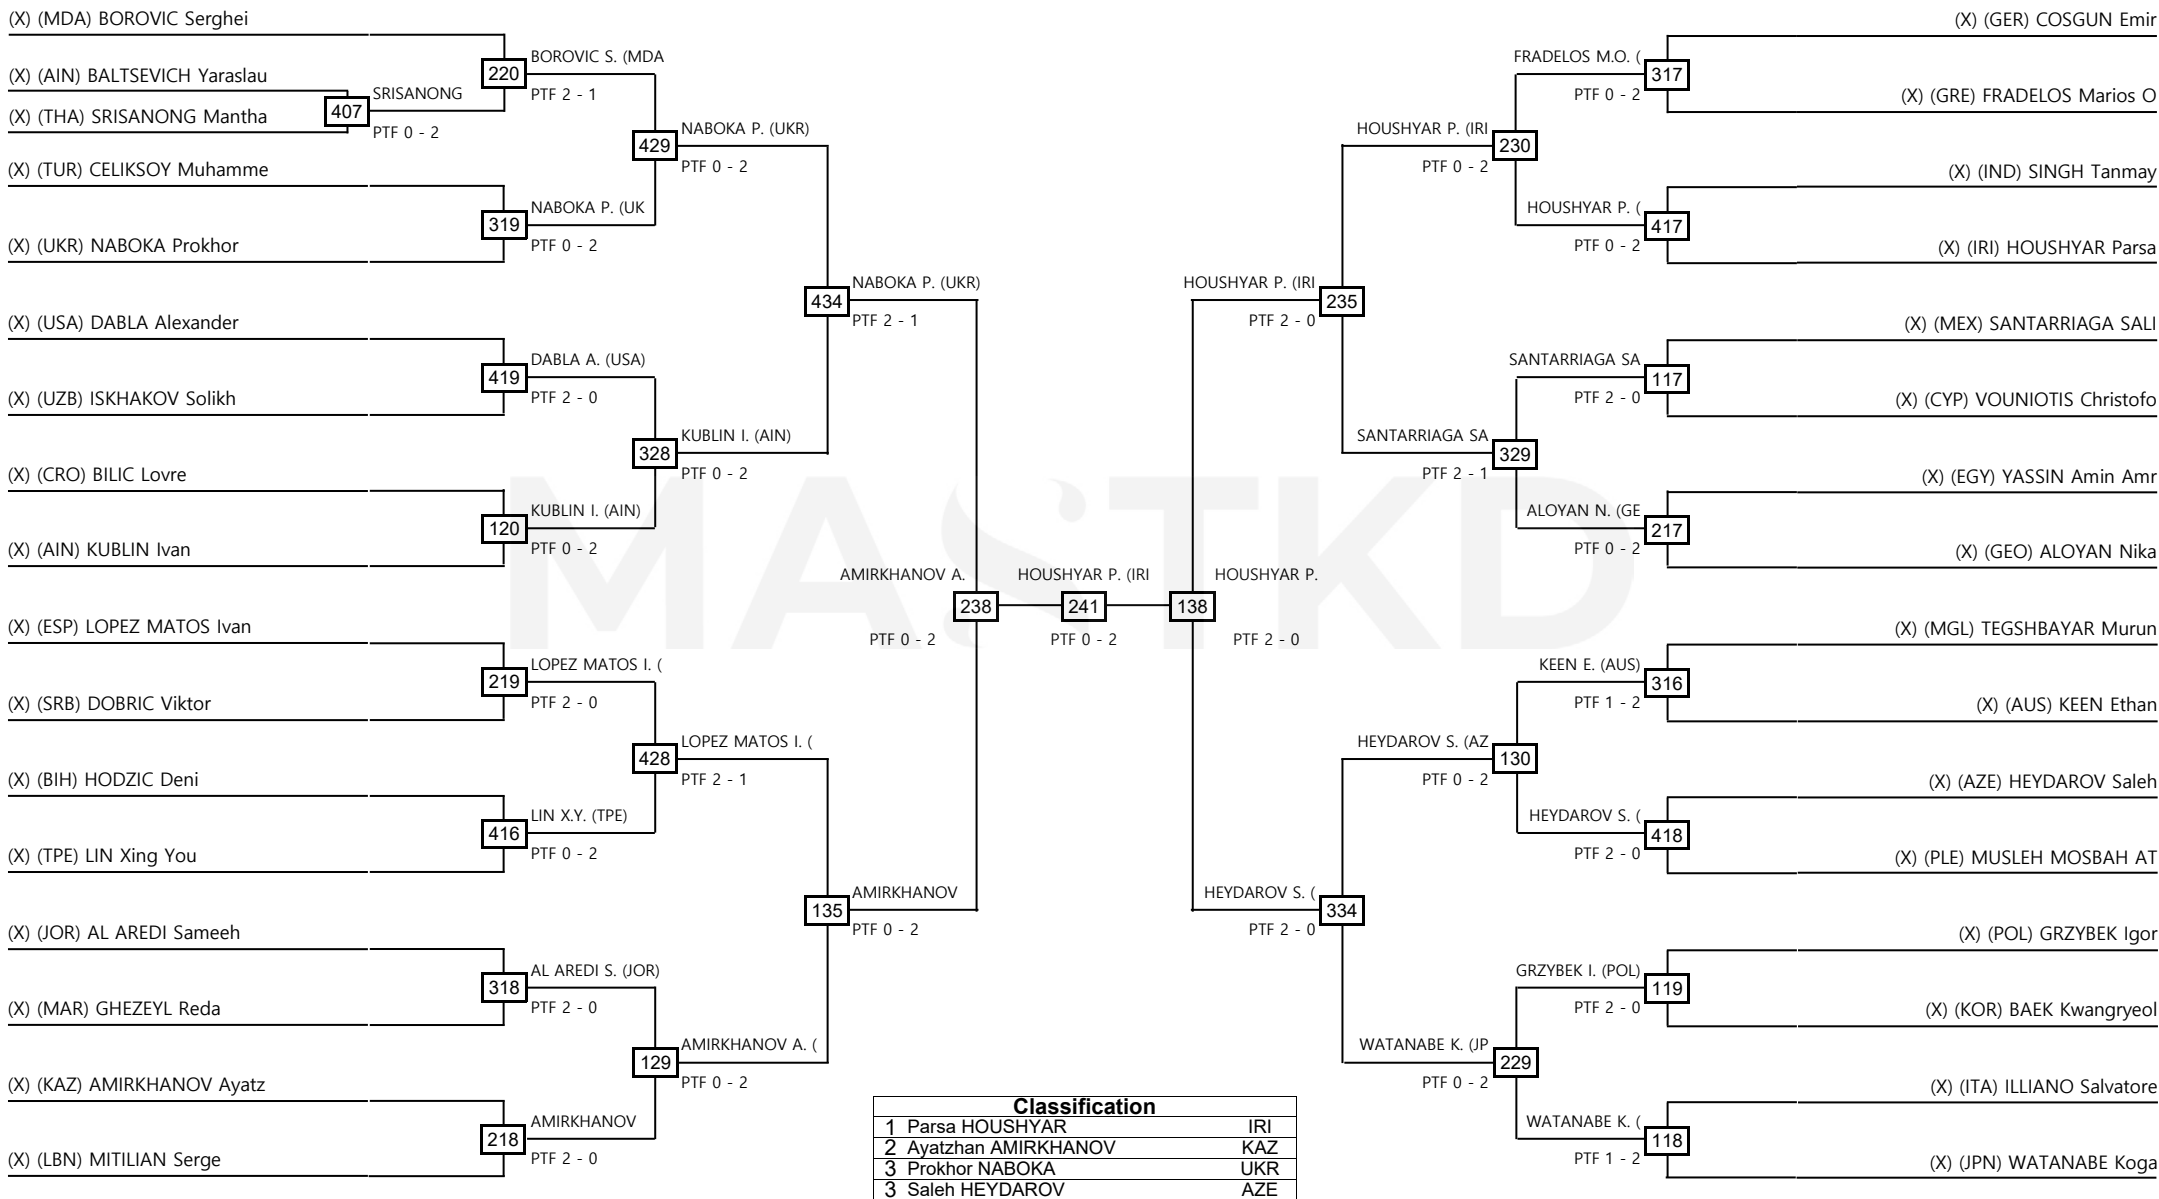 (X) (MDA) BOROVIC Serghei
(X) (AIN) BALTSEVICH Yaraslau
(X) (THA) SRISANONG Mantha
407
SRISANONG
PTF 0 - 2
220
BOROVIC S. (MDA
PTF 2 - 1
(X) (TUR) CELIKSOY Muhamme
(X) (UKR) NABOKA Prokhor
319
NABOKA P. (UK
PTF 0 - 2
429
NABOKA P. (UKR)
PTF 0 - 2
(X) (USA) DABLA Alexander
(X) (UZB) ISKHAKOV Solikh
419
DABLA A. (USA)
PTF 2 - 0
(X) (CRO) BILIC Lovre
(X) (AIN) KUBLIN Ivan
120
KUBLIN I. (AIN)
PTF 0 - 2
328
KUBLIN I. (AIN)
PTF 0 - 2
434
NABOKA P. (UKR)
PTF 2 - 1
(X) (ESP) LOPEZ MATOS Ivan
(X) (SRB) DOBRIC Viktor
219
LOPEZ MATOS I. (
PTF 2 - 0
(X) (BIH) HODZIC Deni
(X) (TPE) LIN Xing You
416
LIN X.Y. (TPE)
PTF 0 - 2
428
LOPEZ MATOS I. (
PTF 2 - 1
(X) (JOR) AL AREDI Sameeh
(X) (MAR) GHEZEYL Reda
318
AL AREDI S. (JOR)
PTF 2 - 0
(X) (KAZ) AMIRKHANOV Ayatz
(X) (LBN) MITILIAN Serge
218
AMIRKHANOV
PTF 2 - 0
129
AMIRKHANOV A. (
PTF 0 - 2
135
AMIRKHANOV
PTF 0 - 2
MASTKD
AMIRKHANOV A.
238
PTF 0 - 2
HOUSHYAR P. (IRI
241
PTF 0 - 2
HOUSHYAR P.
138
PTF 2 - 0
(X) (GER) COSGUN Emir
(X) (GRE) FRADELOS Marios O
FRADELOS M.O. (
317
PTF 0 - 2
(X) (IND) SINGH Tanmay
(X) (IRI) HOUSHYAR Parsa
HOUSHYAR P. (
417
PTF 0 - 2
HOUSHYAR P. (IRI
230
PTF 0 - 2
(X) (MEX) SANTARRIAGA SALI
(X) (CYP) VOUNIOTIS Christofo
SANTARRIAGA SA
117
PTF 2 - 0
(X) (EGY) YASSIN Amin Amr
(X) (GEO) ALOYAN Nika
ALOYAN N. (GE
217
PTF 0 - 2
SANTARRIAGA SA
329
PTF 2 - 1
HOUSHYAR P. (IRI
235
PTF 2 - 0
(X) (MGL) TEGSHBAYAR Murun
(X) (AUS) KEEN Ethan
KEEN E. (AUS)
316
PTF 1 - 2
(X) (AZE) HEYDAROV Saleh
(X) (PLE) MUSLEH MOSBAH AT
HEYDAROV S. (
418
PTF 2 - 0
HEYDAROV S. (AZ
130
PTF 0 - 2
(X) (POL) GRZYBEK Igor
(X) (KOR) BAEK Kwangryeol
GRZYBEK I. (POL)
119
PTF 2 - 0
(X) (ITA) ILLIANO Salvatore
(X) (JPN) WATANABE Koga
WATANABE K. (
118
PTF 1 - 2
WATANABE K. (JP
229
PTF 0 - 2
HEYDAROV S. (
334
PTF 2 - 0
Classification
1 Parsa HOUSHYAR IRI
2 Ayatzhan AMIRKHANOV KAZ
3 Prokhor NABOKA UKR
3 Saleh HEYDAROV AZE